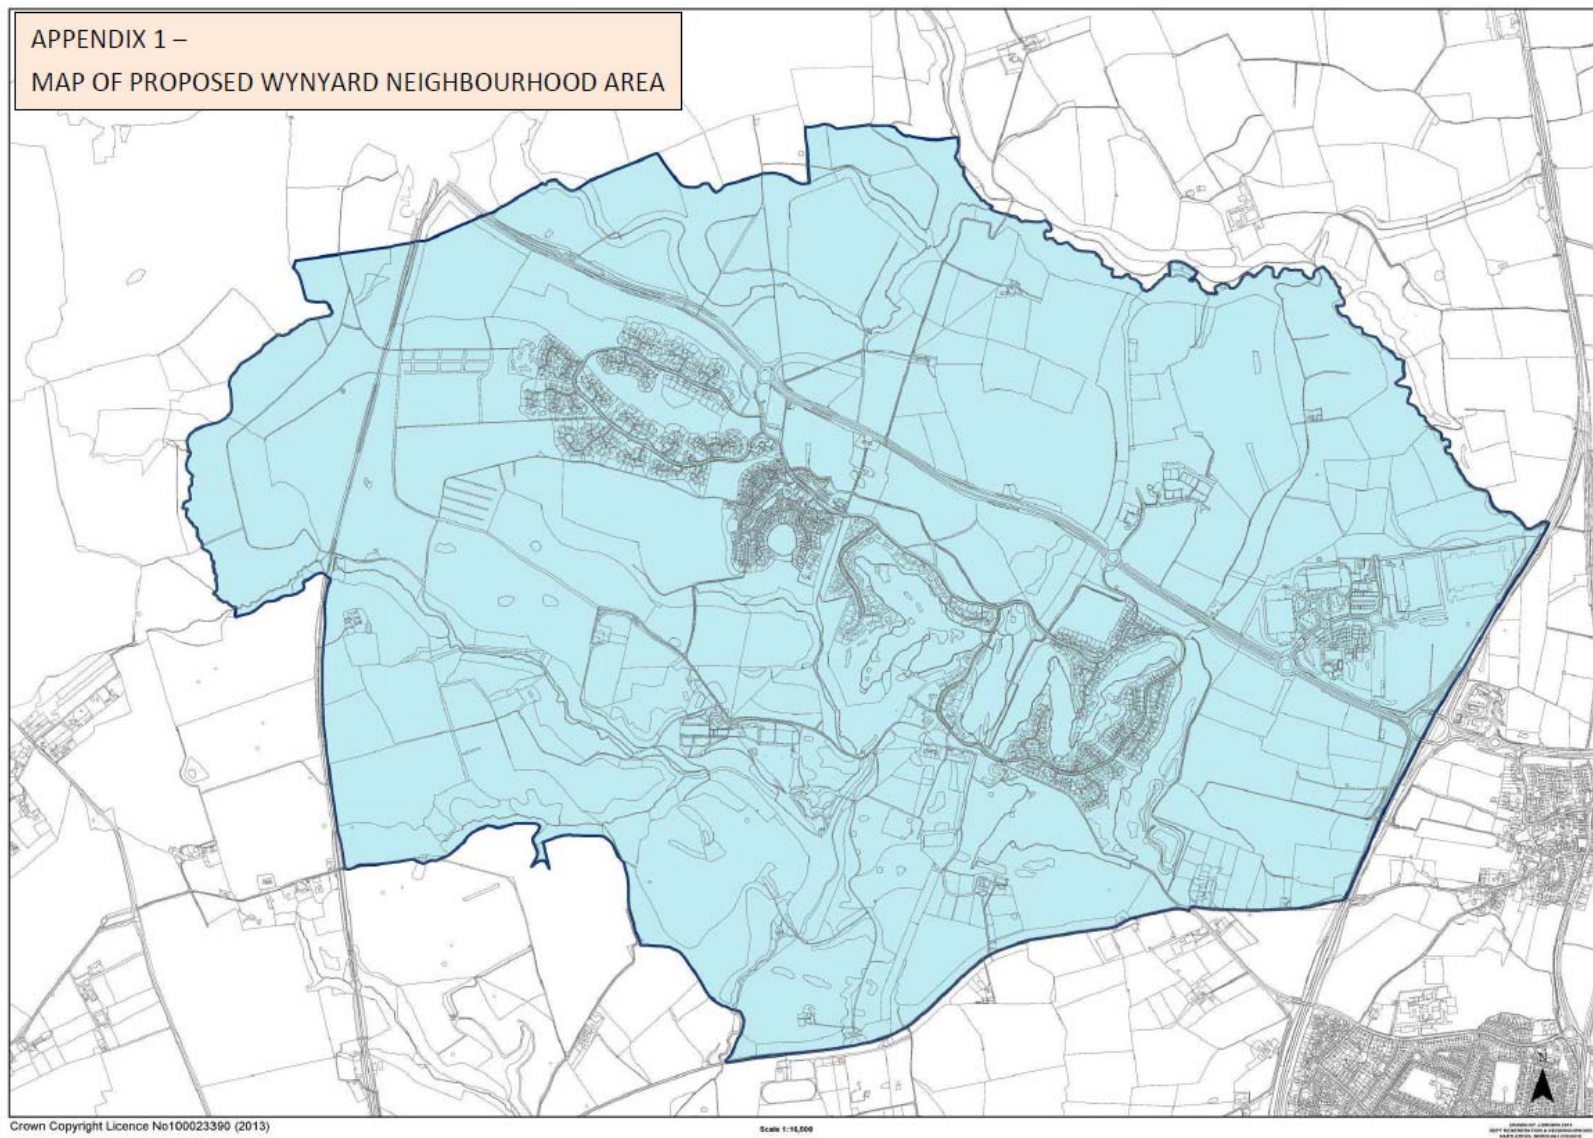 APPENDIX 1 –
MAP OF PROPOSED WYNYARD NEIGHBOURHOOD AREA
N
Crown Copyright Licence No100023390 (2013)